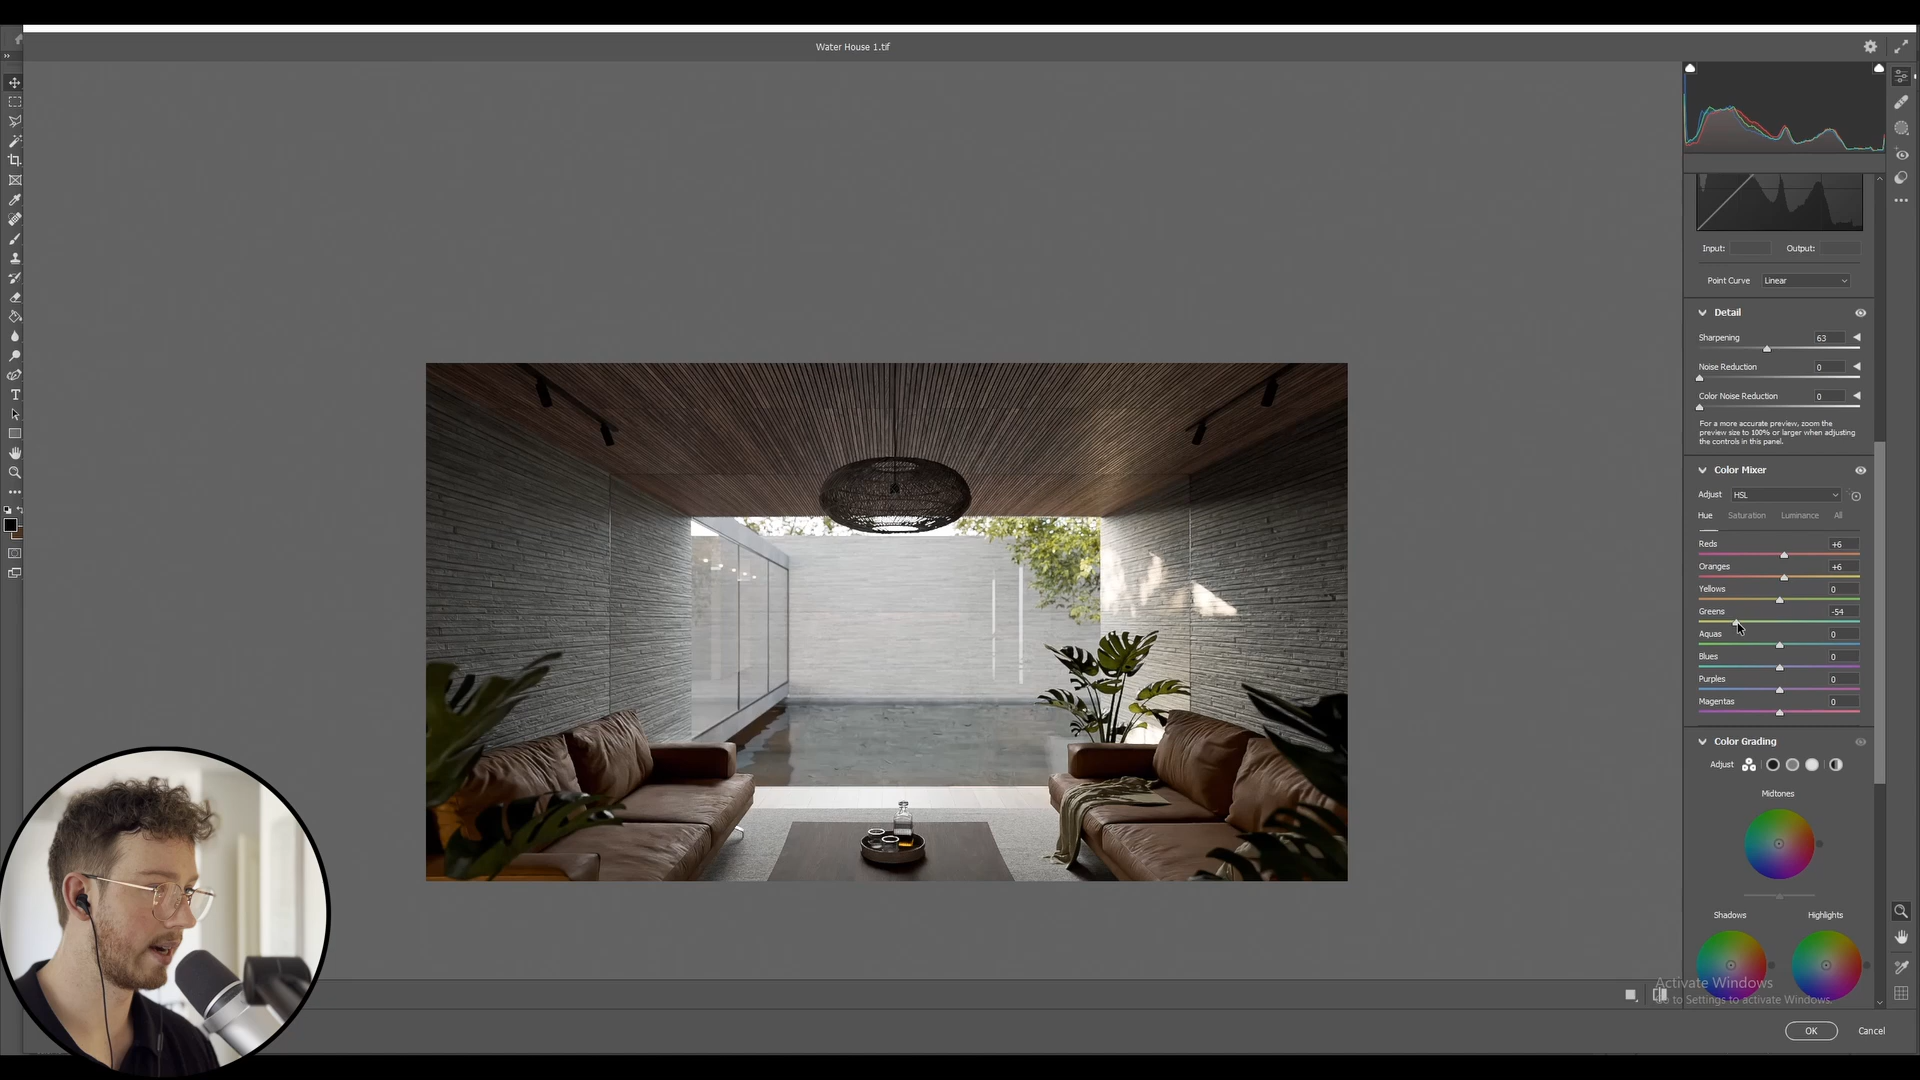 Water House 1.tif
Input:
Output:
Point Curve
Linear
Detail
Sharpening
63
Noise Reduction
0
Color Noise Reduction
0
For a more accurate preview, zoom the
preview size to 100% or larger when adjusting
the controls in this panel.
Color Mixer
Adjust
HSL
Hue
Saturation
Luminance
All
Reds
+6
Oranges
+6
Yellows
0
Greens
-54
Aquas
0
Blues
0
Purples
0
Magentas
0
Color Grading
Adjust
Midtones
Shadows
Highlights
Activate Windows
Go to Settings to activate Windows.
OK
Cancel